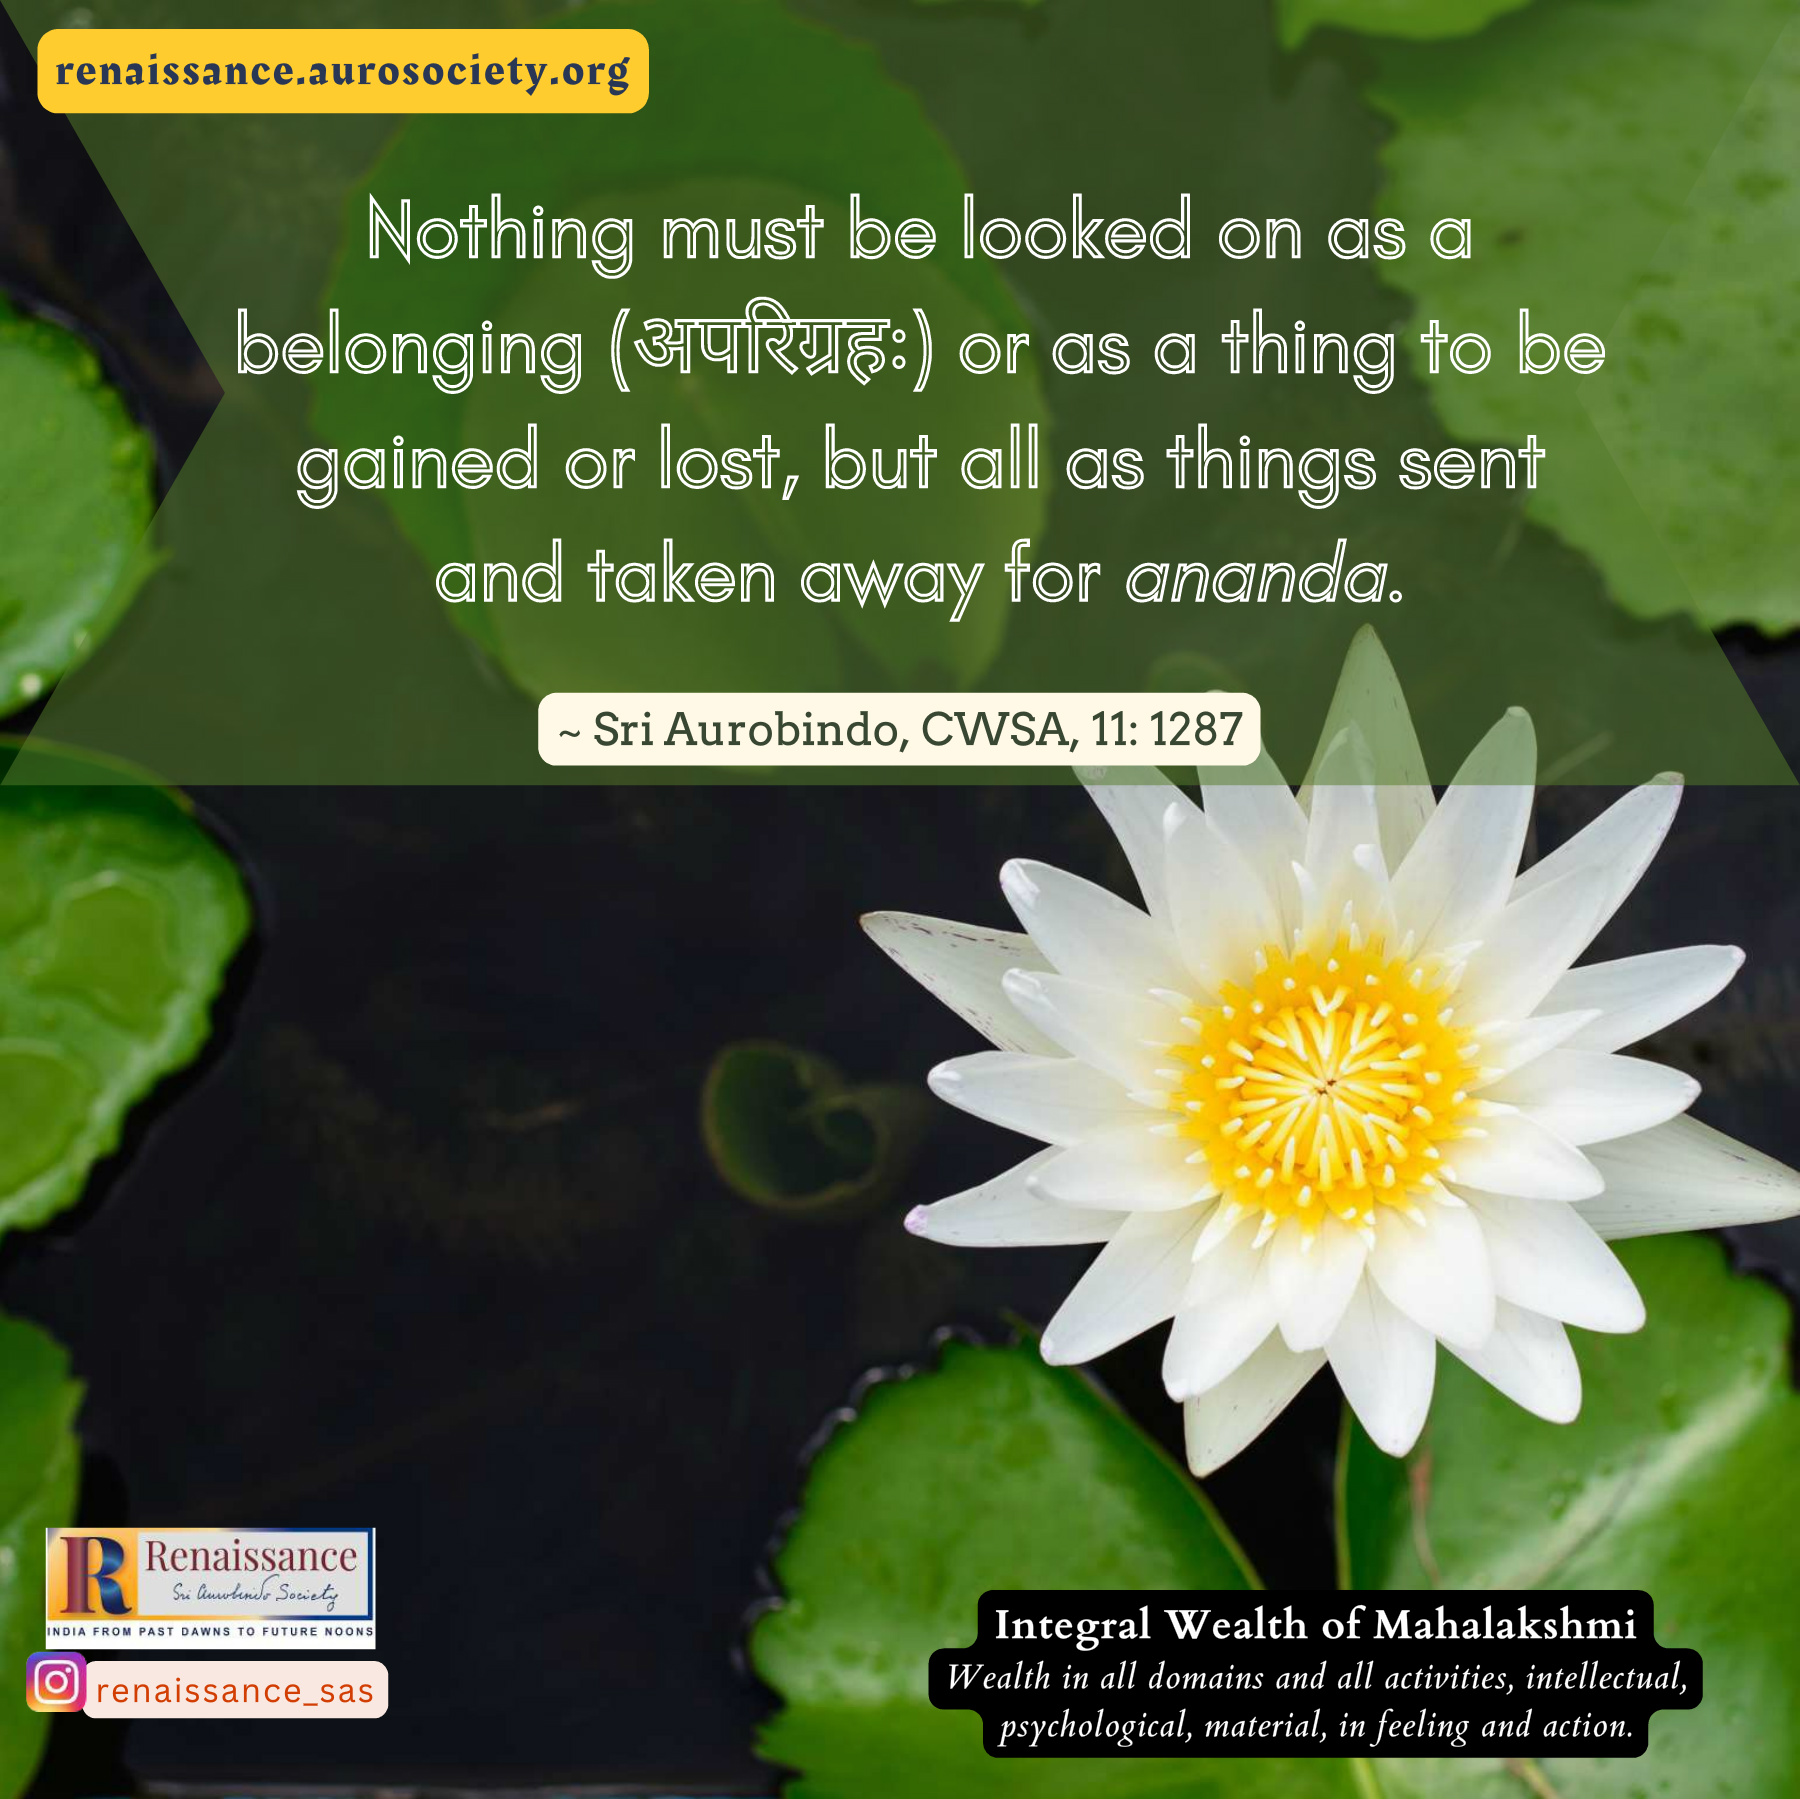 renaissance.aurosociety.org
Nothing must be looked on as a
belonging (अपरिग्रहः) or as a thing to be
gained or lost, but all as things sent
and taken away for ananda.
~ Sri Aurobindo, CWSA, 11: 1287
R Renaissance
Sri Aurobindo Society
INDIA FROM PAST DAWNS TO FUTURE NOONS
renaissance_sas
Integral Wealth of Mahalakshmi
Wealth in all domains and all activities, intellectual,
psychological, material, in feeling and action.